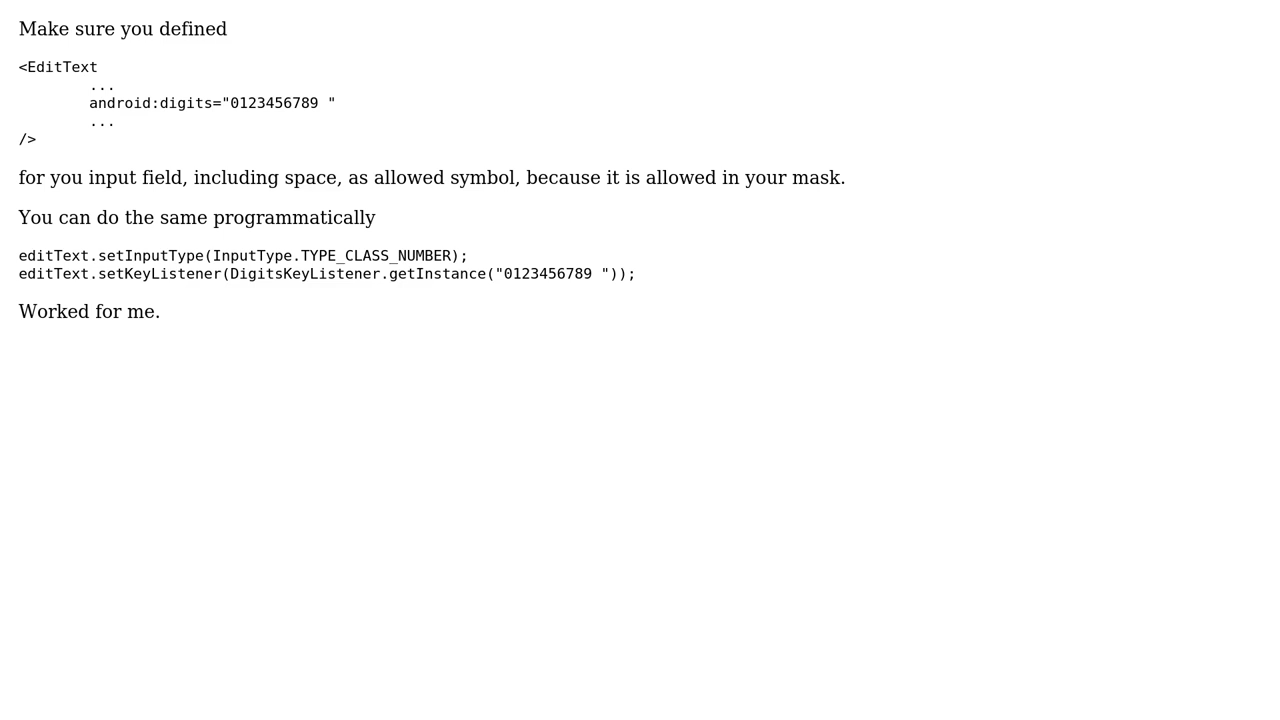 Make sure you defined
<EditText
        ...
        android:digits="0123456789 "
        ...
/>
for you input field, including space, as allowed symbol, because it is allowed in your mask.
You can do the same programmatically
editText.setInputType(InputType.TYPE_CLASS_NUMBER);
editText.setKeyListener(DigitsKeyListener.getInstance("0123456789 "));
Worked for me.